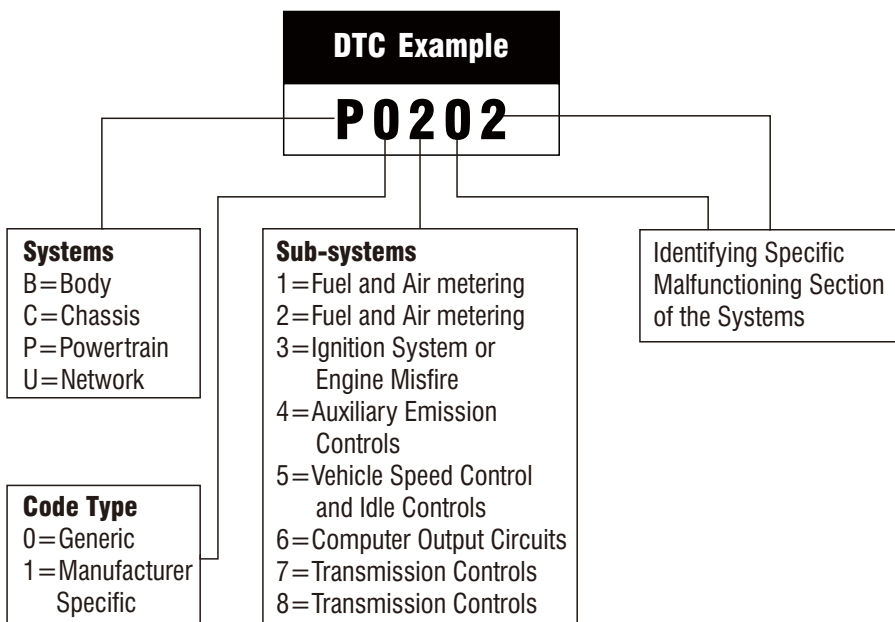 DTC Example
P0202
Systems
B=Body
C=Chassis
P=Powertrain
U=Network
Code Type
0=Generic
1=Manufacturer
Specific
Sub-systems
1=Fuel and Air metering
2=Fuel and Air metering
3=Ignition System or
Engine Misfire
4=Auxiliary Emission
Controls
5=Vehicle Speed Control
and Idle Controls
6=Computer Output Circuits
7=Transmission Controls
8=Transmission Controls
Identifying Specific
Malfunctioning Section
of the Systems